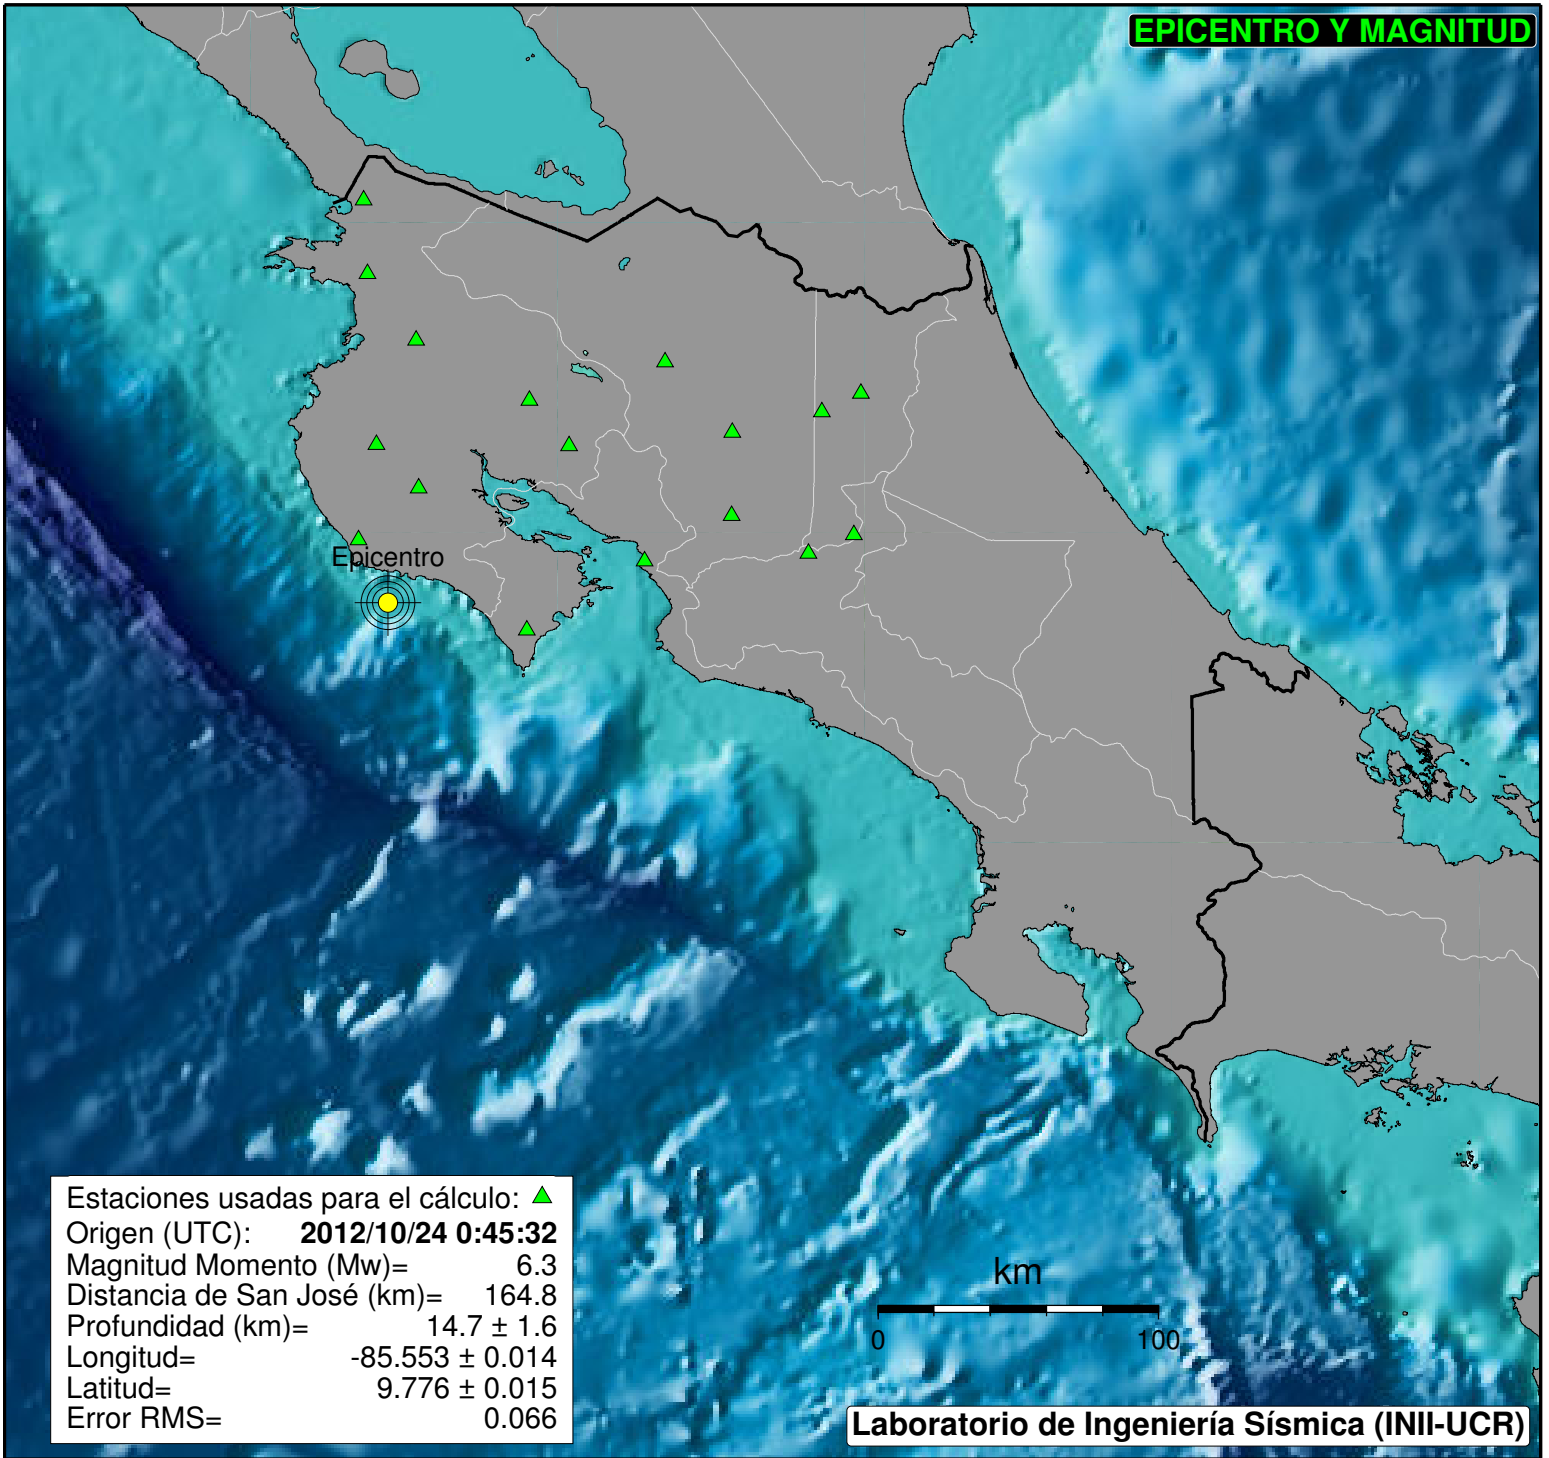 EPICENTRO Y MAGNITUD
Epicentro
Estaciones usadas para el cálculo:
Origen (UTC): 2012/10/24 0:45:32
Magnitud Momento (Mw)= 6.3
Distancia de San José (km)= 164.8
Profundidad (km)= 14.7 ± 1.6
Longitud= -85.553 ± 0.014
Latitud= 9.776 ± 0.015
Error RMS= 0.066
km
0 100
Laboratorio de Ingeniería Sísmica (INII-UCR)